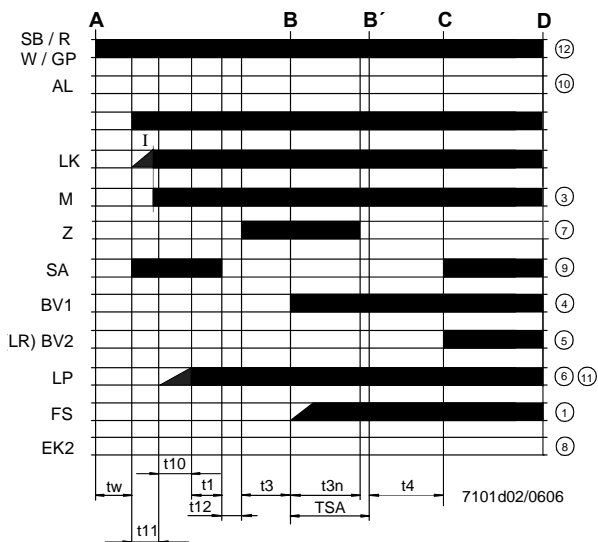 A B B´ C D
SB / R
W / GP
12
AL 10
I
LK
M 3
Z 7
SA 9
BV1 4
LR) BV2 5
LP 6 11
FS 1
EK2 8
t10
tw t1 t3 t3n t4
t12 TSA
7101d02/0606
t11